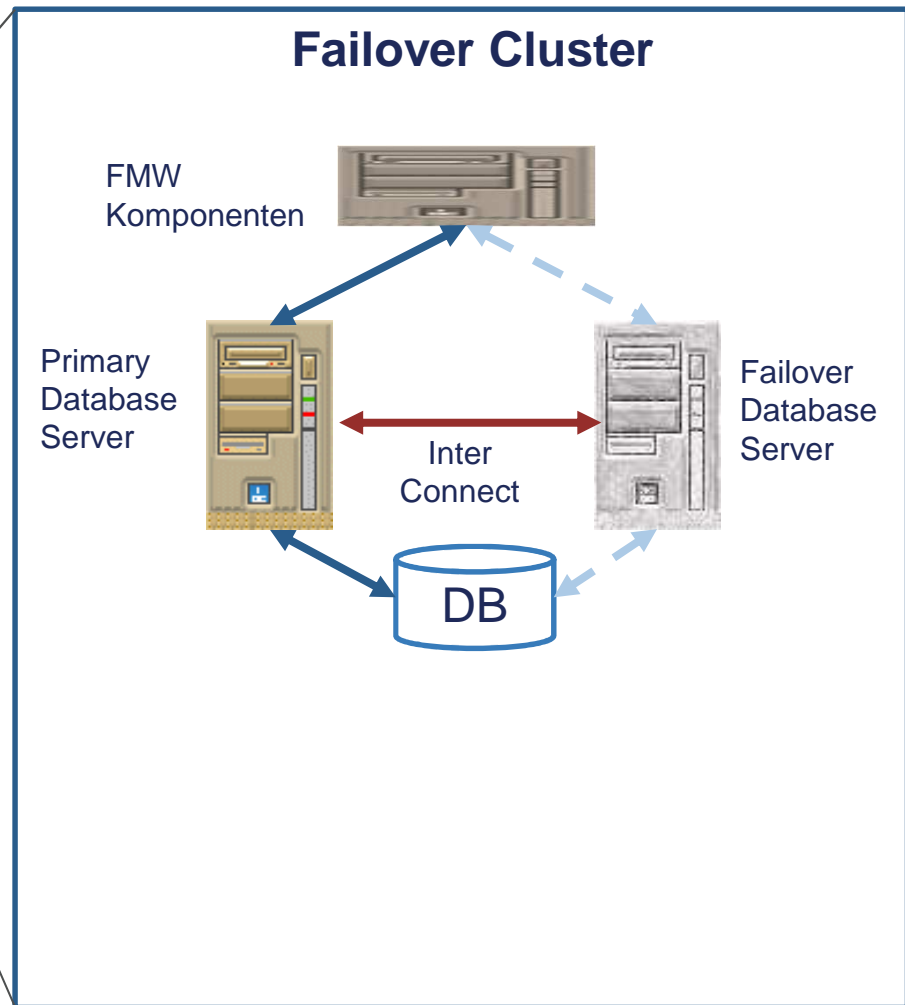 Failover Cluster
FMW
Komponenten
Primary
Database
Server
Inter
Connect
Failover
Database
Server
DB